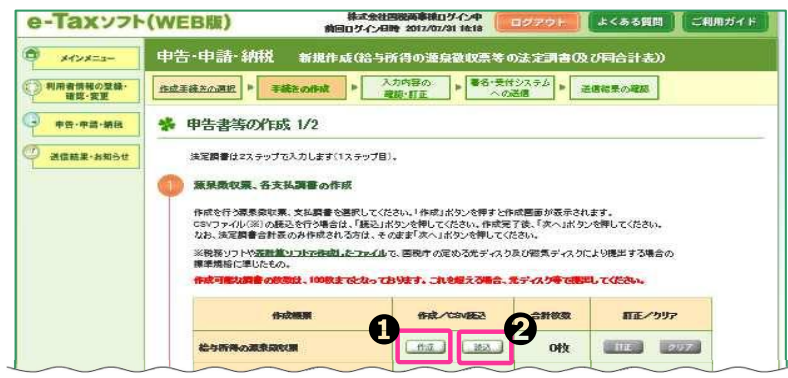 e-Taxソフト(WEB版)
株式会社国税商事様ログイン中
前回ログイン日時 2017/07/31 16:18
ログアウト
よくある質問
ご利用ガイド
メインメニュー
利用者情報の登録・
確認・変更
申告・申請・納税
送信結果・お知らせ
申告・申請・納税 新規作成(給与所得の源泉徴収票等の法定調書(及び同合計表))
作成手続きの選択
手続きの作成
入力内容の
確認・訂正
署名・受付システム
への送信
送信結果の確認
申告書等の作成 1/2
法定調書は2ステップで入力します(1ステップ目)。
1 源泉徴収票、各支払調書の作成
作成を行う源泉徴収票、支払調書を選択してください。「作成」ボタンを押すと作成画面が表示されます。
CSVファイル(※)の読込を行う場合は、「読込」ボタンを押してください。作成完了後、「次へ」ボタンを押してください。
なお、法定調書合計表のみ作成される方は、そのまま「次へ」ボタンを押してください。
※税務ソフトや表計算ソフトで作成したファイルで、国税庁の定める光ディスク及び磁気ディスクにより提出する場合の
標準規格に準じたもの。
作成可能な調書の枚数は、100枚までとなっております。これを超える場合、光ディスク等で提出してください。
作成帳票
作成/CSV読込
合計枚数
訂正/クリア
❶
❷
給与所得の源泉徴収票
作成
読込
0枚
訂正
クリア